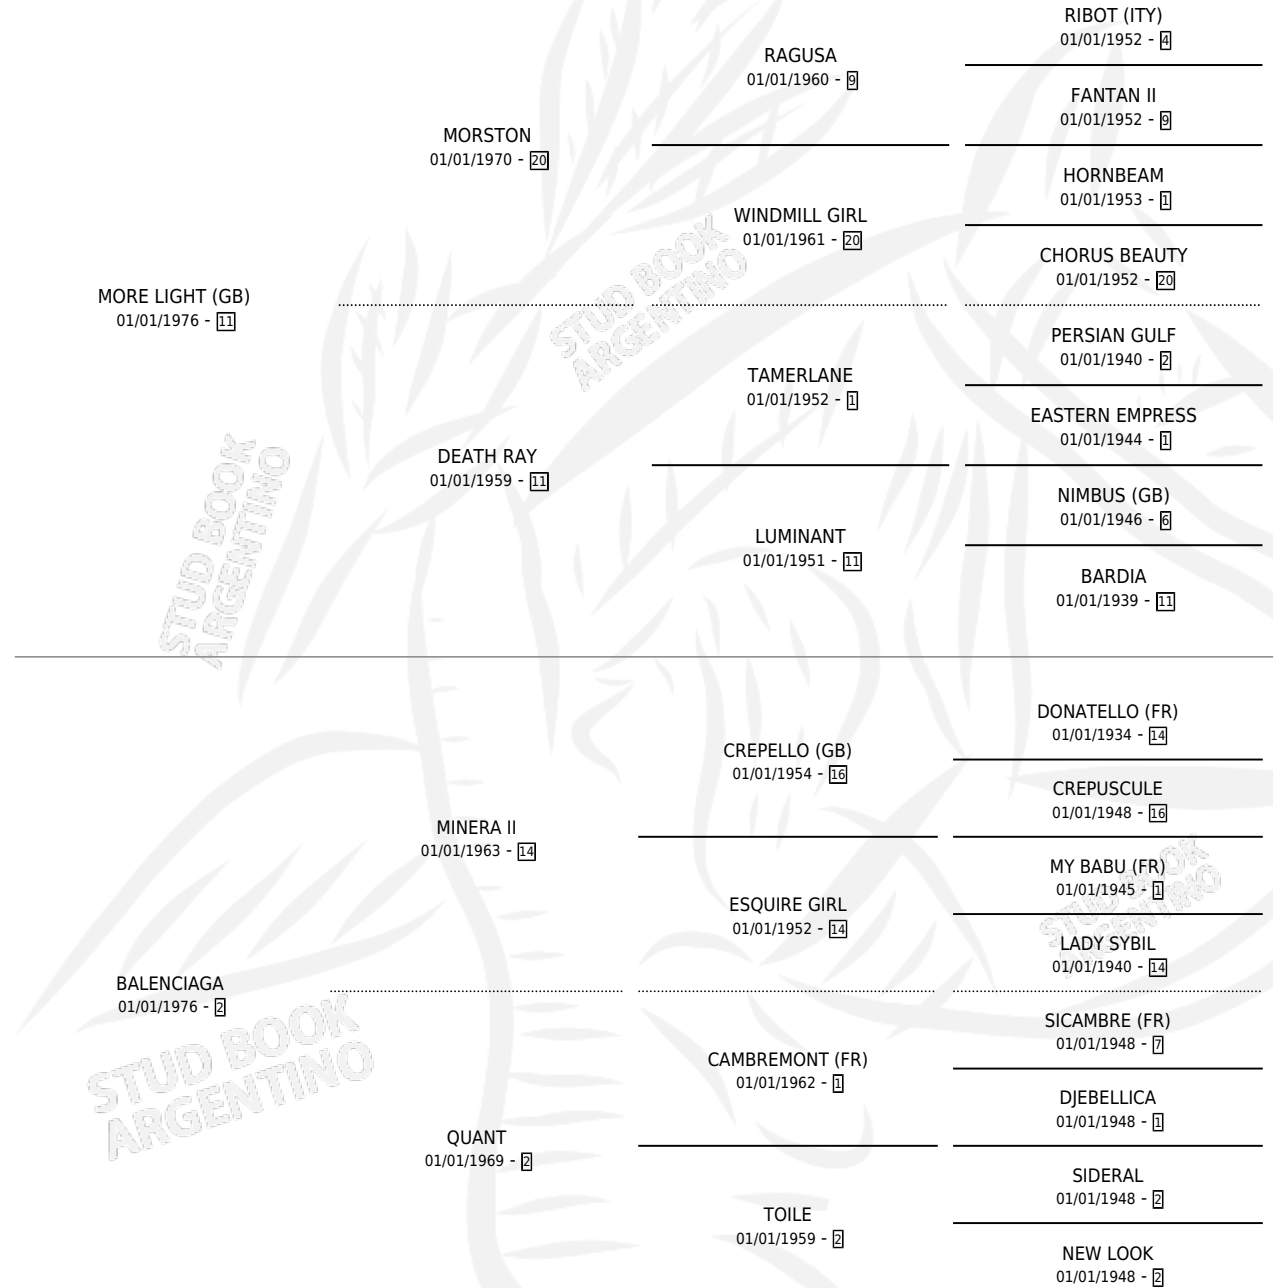 RIBOT (ITY)
01/01/1952 - 4
RAGUSA
01/01/1960 - 9
FANTAN II
01/01/1952 - 9
MORSTON
01/01/1970 - 20
HORNBEAM
01/01/1953 - 1
WINDMILL GIRL
01/01/1961 - 20
CHORUS BEAUTY
01/01/1952 - 20
MORE LIGHT (GB)
01/01/1976 - 11
STUD BOOK
ARGENTINO
PERSIAN GULF
01/01/1940 - 2
TAMERLANE
01/01/1952 - 1
EASTERN EMPRESS
01/01/1944 - 1
DEATH RAY
01/01/1959 - 11
NIMBUS (GB)
01/01/1946 - 6
LUMINANT
01/01/1951 - 11
BARDIA
01/01/1939 - 11
STUD BOOK
ARGENTINO
DONATELLO (FR)
01/01/1934 - 14
CREPELLO (GB)
01/01/1954 - 16
CREPUSCULE
01/01/1948 - 16
MINERA II
01/01/1963 - 14
MY BABU (FR)
01/01/1945 - 1
STUD BOOK
ARGENTINO
ESQUIRE GIRL
01/01/1952 - 14
LADY SYBIL
01/01/1940 - 14
BALENCIAGA
01/01/1976 - 2
STUD BOOK
ARGENTINO
SICAMBRE (FR)
01/01/1948 - 7
CAMBREMONT (FR)
01/01/1962 - 1
DJEBELLICA
01/01/1948 - 1
QUANT
01/01/1969 - 2
SIDERAL
01/01/1948 - 2
TOILE
01/01/1959 - 2
NEW LOOK
01/01/1948 - 2